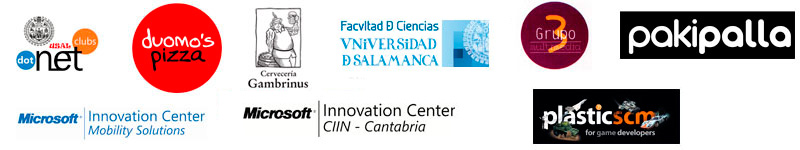 USAL
clubs
dot
net
duomo's
pizza
Cervecería
Gambrinus
Facvltad Ð Ciencias
VNiVERSiDAD
Ð SALAMANCA
Grupo
3
multimedia
pakipalla
Microsoft
Innovation Center
Mobility Solutions
Microsoft
Innovation Center
CIIN - Cantabria
plasticscm
for game developers